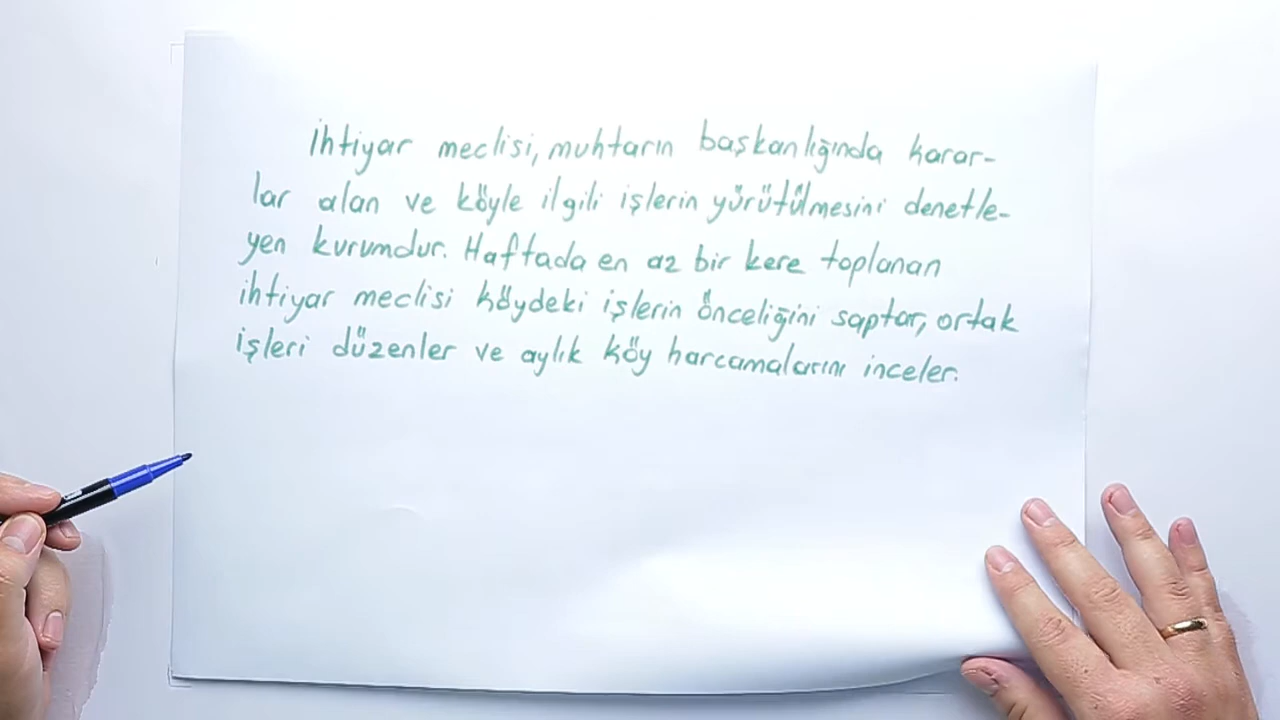 İhtiyar meclisi, muhtarın başkanlığında karar-
lar alan ve köyle ilgili işlerin yürütülmesini denetle-
yen kurumdur. Haftada en az bir kere toplanan
ihtiyar meclisi köydeki işlerin önceliğini saptar, ortak
işleri düzenler ve aylık köy harcamalarını inceler.